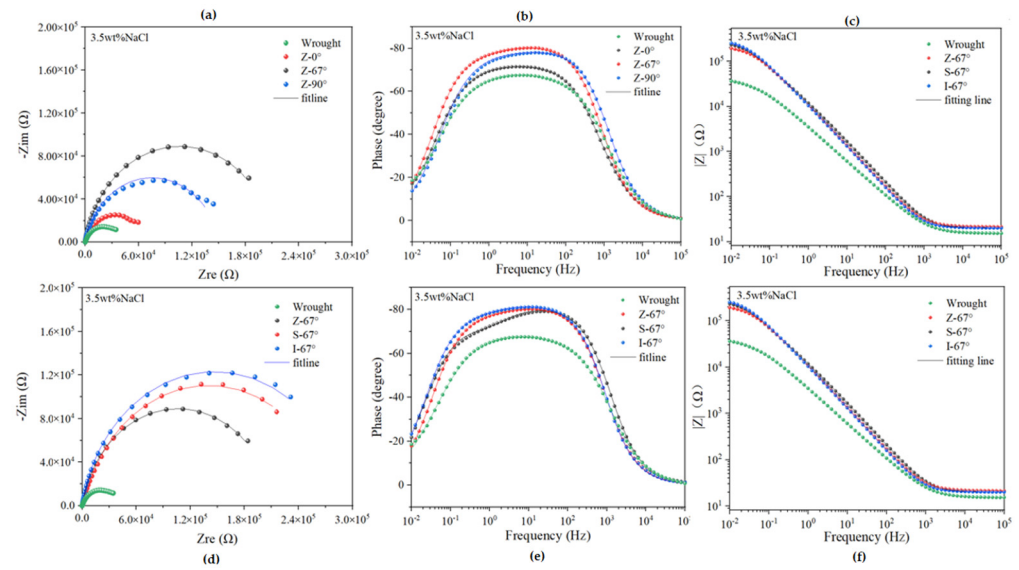 (a)
2.00×10⁵
3.5wt%NaCl
Wrought
Z-0°
Z-67°
Z-90°
fitline
1.60×10⁵
1.20×10⁵
8.00×10⁴
4.00×10⁴
0.00
-Zim (Ω)
0.0
6.0×10⁴
1.2×10⁵
1.8×10⁵
2.4×10⁵
3.0×10⁵
Zre (Ω)
(b)
3.5wt%NaCl
Wrought
Z-0°
Z-67°
Z-90°
fitline
-80
-60
-40
-20
0
Phase (degree)
10⁻²
10⁻¹
10⁰
10¹
10²
10³
10⁴
10⁵
Frequency (Hz)
(c)
3.5wt%NaCl
Wrought
Z-67°
S-67°
I-67°
fitting line
10⁵
10⁴
10³
10²
10¹
|Z| (Ω)
10⁻²
10⁻¹
10⁰
10¹
10²
10³
10⁴
10⁵
Frequency (Hz)
2.0×10⁵
3.5wt%NaCl
Wrought
Z-67°
S-67°
I-67°
fitline
1.6×10⁵
1.2×10⁵
8.0×10⁴
4.0×10⁴
0.0
-Zim (Ω)
0.0
6.0×10⁴
1.2×10⁵
1.8×10⁵
2.4×10⁵
3.0×10⁵
Zre (Ω)
(d)
3.5wt%NaCl
Wrought
Z-67°
S-67°
I-67°
fitline
-80
-60
-40
-20
0
Phase (degree)
10⁻²
10⁻¹
10⁰
10¹
10²
10³
10⁴
10
Frequency (Hz)
(e)
3.5wt%NaCl
Wrought
Z-67°
S-67°
I-67°
fitting line
10⁵
10⁴
10³
10²
10¹
|Z| (Ω)
10⁻²
10⁻¹
10⁰
10¹
10²
10³
10⁴
10⁵
Frequency (Hz)
(f)